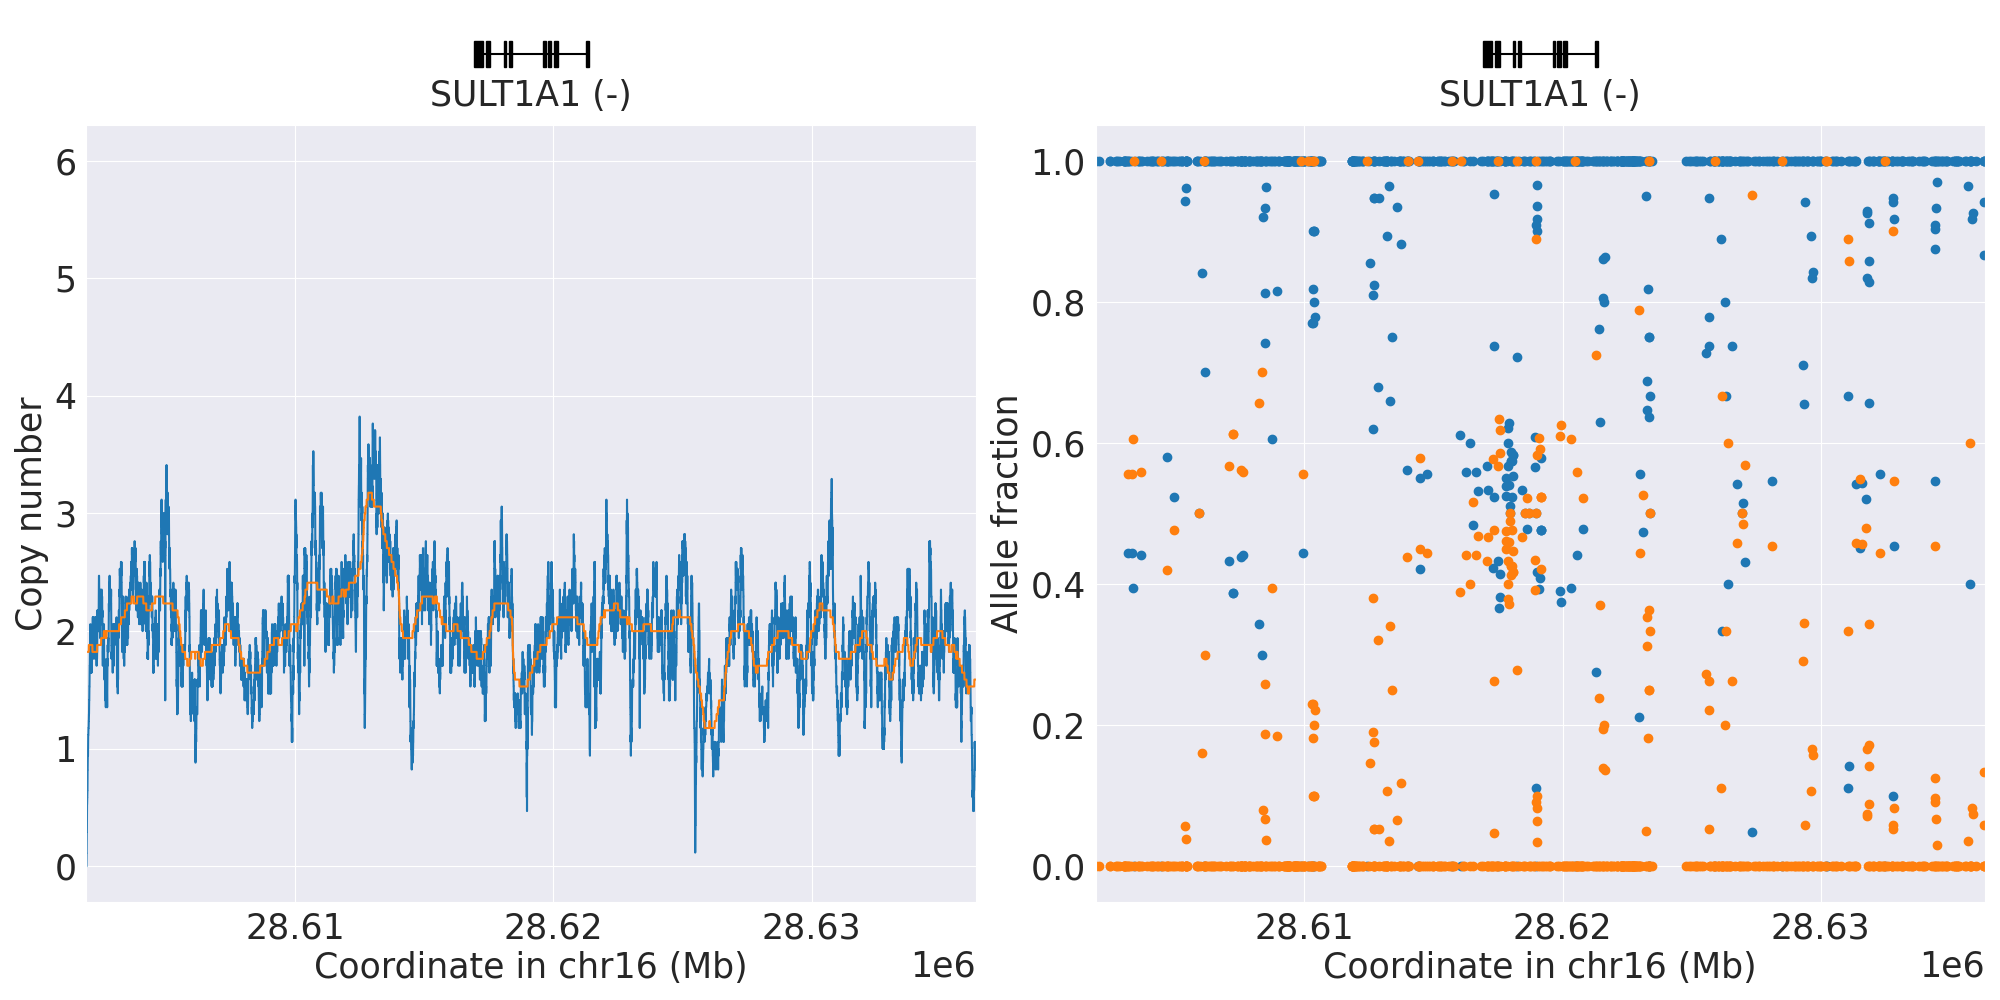 SULT1A1 (-)
Copy number
6
5
4
3
2
1
0
28.61 28.62 28.63
Coordinate in chr16 (Mb) 1e6
SULT1A1 (-)
Allele fraction
1.0
0.8
0.6
0.4
0.2
0.0
28.61 28.62 28.63
Coordinate in chr16 (Mb) 1e6